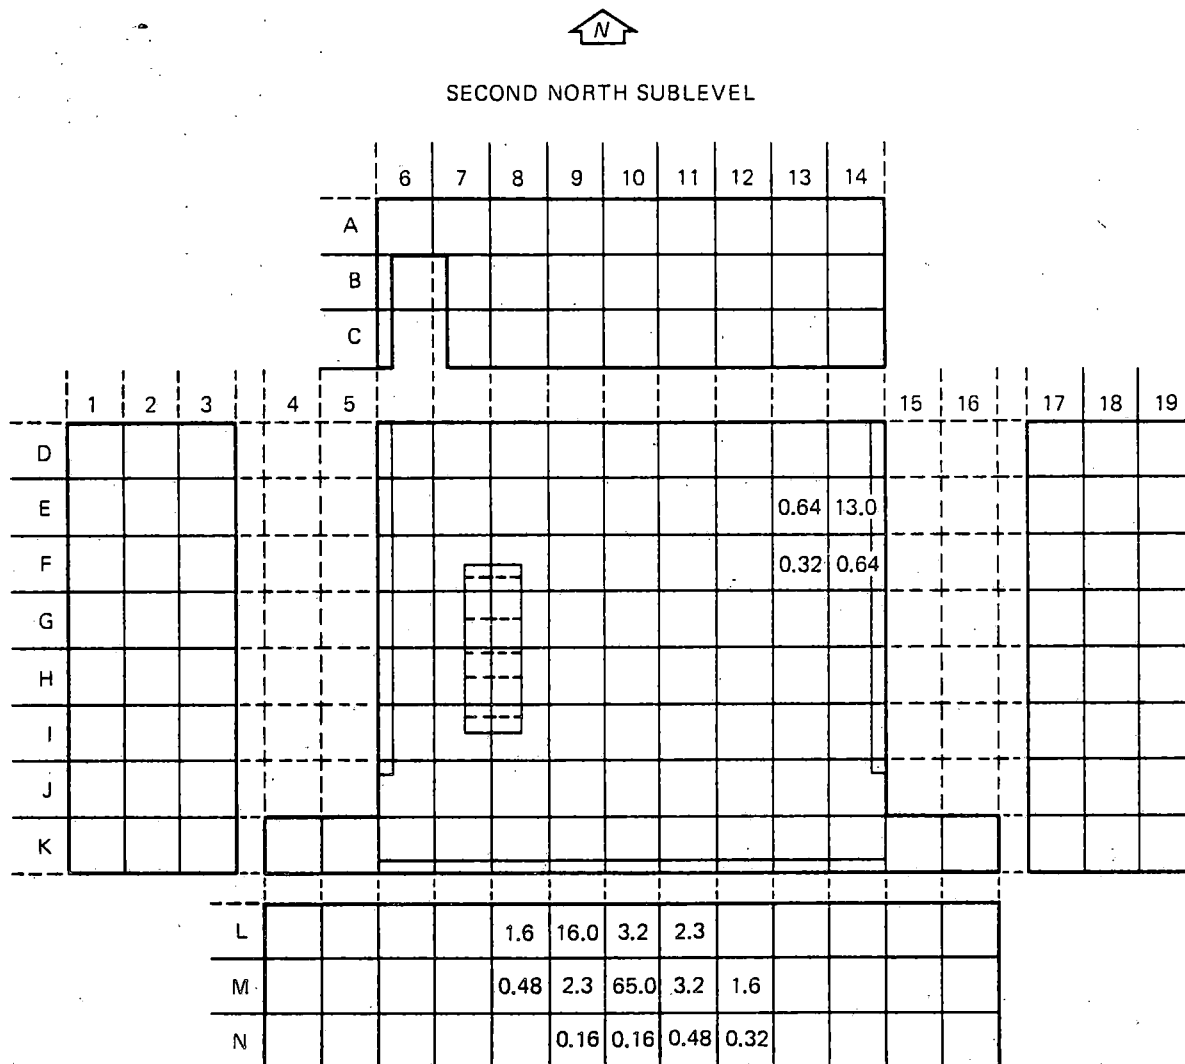 N
SECOND NORTH SUBLEVEL
6 7 8 9 10 11 12 13 14
A
B
C
1 2 3 4 5 15 16 17 18 19
D
E 0.64 13.0
F 0.32 0.64
G
H
I
J
K
L 1.6 16.0 3.2 2.3
M 0.48 2.3 65.0 3.2 1.6
N 0.16 0.16 0.48 0.32